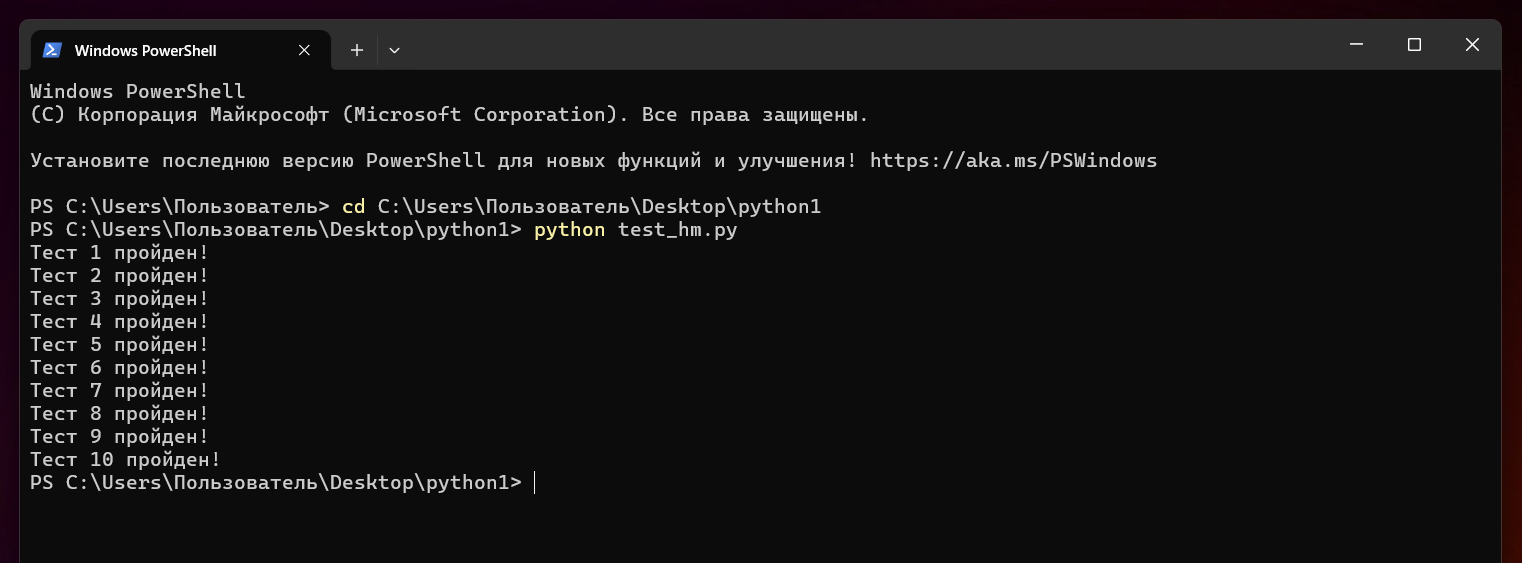 Windows PowerShell
Windows PowerShell
(C) Корпорация Майкрософт (Microsoft Corporation). Все права защищены.
Установите последнюю версию PowerShell для новых функций и улучшения! https://aka.ms/PSWindows
PS C:\Users\Пользователь> cd C:\Users\Пользователь\Desktop\python1
PS C:\Users\Пользователь\Desktop\python1> python test_hm.py
Тест 1 пройден!
Тест 2 пройден!
Тест 3 пройден!
Тест 4 пройден!
Тест 5 пройден!
Тест 6 пройден!
Тест 7 пройден!
Тест 8 пройден!
Тест 9 пройден!
Тест 10 пройден!
PS C:\Users\Пользователь\Desktop\python1>